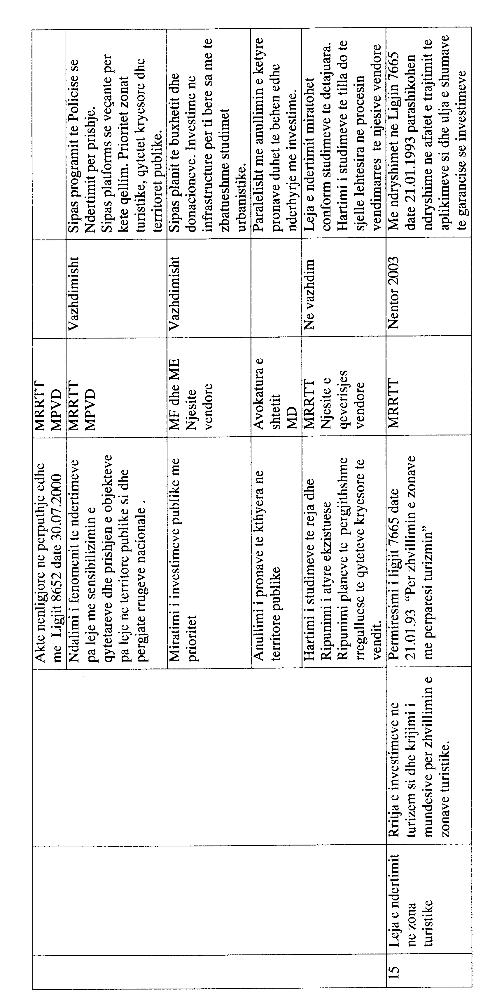 Akte nenligjore ne perputhje edhe
me Ligjit 8652 date 30.07.2000
MRRTT
MPVD
Ndalimi i fenomenit te ndertimeve
pa leje me sensibilizimin e
qytetareve dhe prishjen e objekteve
pa leje ne territore publike si dhe
pergjate rrugeve nacionale .
MRRTT
MPVD
Vazhdimisht
Sipas programit te Policise se
Ndertimit per prishje.
Sipas platforms se veçante per
kete qellim. Prioritet zonat
turistike, qytetet kryesore dhe
territoret publike.
Miratimi i investimeve publike me
prioritet
MF dhe ME
Njesite
vendore
Vazhdimisht
Sipas planit te buxhetit dhe
donacioneve. Investime ne
infrastructure per ti bere sa me te
zbatueshme studimet
urbanistike.
Anullimi i pronave te kthyera ne
territore publike
Avokatura e
shtetit
MD
Paralelisht me anullimin e ketyre
pronave duhet te behen edhe
nderhyrje me investime.
Hartimi i studimeve te reja dhe
Ripunimi i atyre ekzistuese
Ripunimi planeve te pergjithshme
rregulluese te qyteteve kryesore te
vendit.
MRRTT
Njesite e
qeverisjes
vendore
Ne vazhdim
Leja e ndertimit miratohet
conform studimeve te detajuara.
Hartimi i studimeve te tilla do te
sjelle lehtesira ne procesin
vendimarres te njesive vendore
15
Leja e ndertimit
ne zona
turistike
Rritja e investimeve ne
turizem si dhe krijimi i
mundesive per zhvillimin e
zonave turistike.
Permiresimi i ligjit 7665 date
21.01.93 “Per zhvillimin e zonave
me perparesi turizmin”
MRRTT
Nentor 2003
Me ndryshimet ne Ligjin 7665
date 21.01.1993 parashikohen
ndryshime ne afatet e trajtimit te
aplikimeve si dhe ulja e shumave
te garancise se investimeve